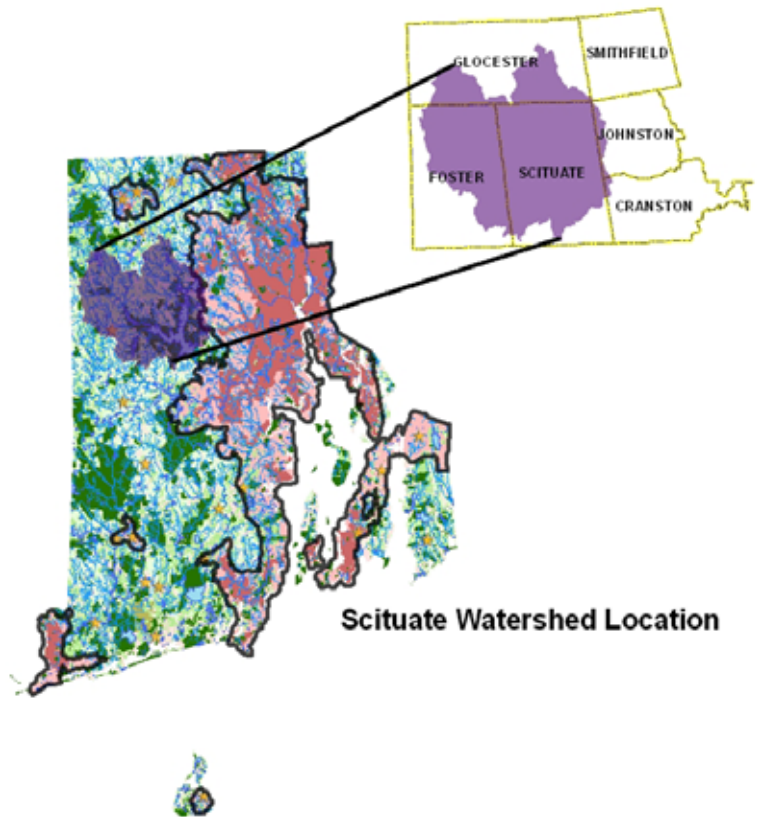 GLOCESTER
SMITHFIELD
JOHNSTON
FOSTER
SCITUATE
CRANSTON
Scituate Watershed Location